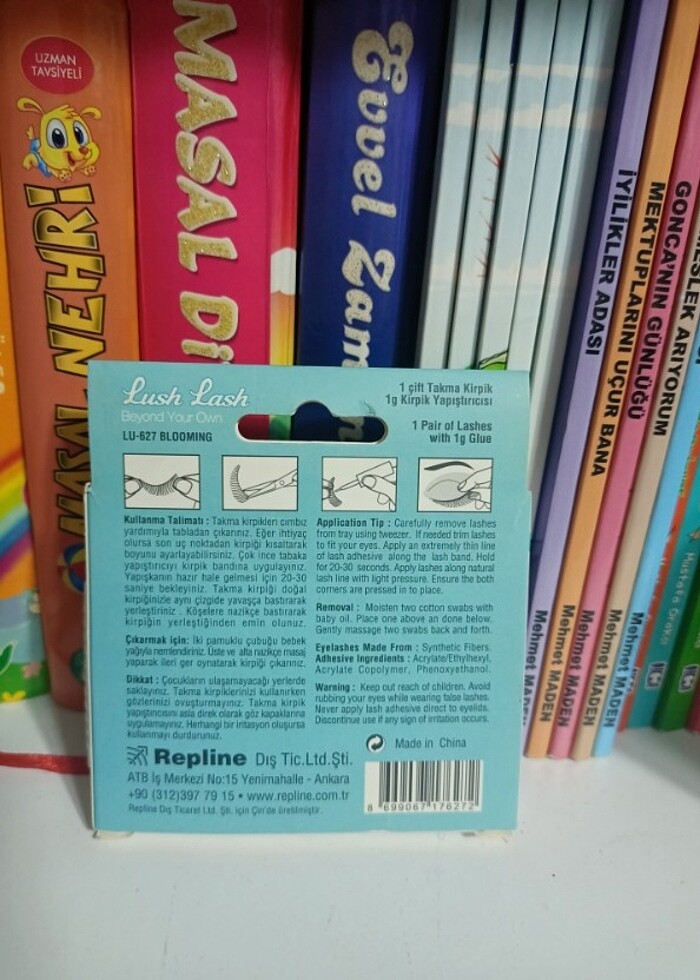 UZMAN
TAVSİYELİ
MASAL NEHRİ
MASAL Di
Evvel Zam
İYİLİKLER ADASI
Mehmet MADEN
MEKTUPLARINI UÇUR BANA
Mehmet MADEN
GONCA'NIN GÜNLÜĞÜ
Mehmet MADEN
ARIYORUM
Mehmet MADEN
Lush Lash
Beyond Your Own
LU-627 BLOOMING
1 çift Takma Kirpik
1g Kirpik Yapıştırıcısı
1 Pair of Lashes
with 1g Glue
Kullanma Talimatı : Takma kirpikleri cımbız
yardımıyla tabladan çıkarınız. Eğer ihtiyaç
olursa son uç noktadan kirpiği kısaltarak
boyunu ayarlayabilirsiniz. Çok ince tabaka
yapıştırıcıyı kirpik bandına uygulayınız.
Yapışkanın hazır hale gelmesi için 20-30
saniye bekleyiniz. Takma kirpiği doğal
kirpiğinizle aynı çizgide yavaşça bastırarak
yerleştiriniz . Köşelere nazikçe bastırarak
kirpiğin yerleştiğinden emin olunuz.
Çıkarmak için: İki pamuklu çubuğu bebek
yağıyla nemlendiriniz. Üste ve alta nazikçe masaj
yaparak ileri ger oynatarak kirpiği çıkarınız.
Dikkat : Çocukların ulaşamayacağı yerlerde
saklayınız. Takma kirpiklerinizi kullanırken
gözlerinizi ovuşturmayınız. Takma kirpik
yapıştırıcısını asla direk olarak göz kapaklarına
uygulamayınız. Herhangi bir irritasyon oluşursa
kullanmayı durdurunuz.
Application Tip : Carefully remove lashes
from tray using tweezer. If needed trim lashes
to fit your eyes. Apply an extremely thin line
of lash adhesive along the lash band. Hold
for 20-30 seconds. Apply lashes along natural
lash line with light pressure. Ensure the both
corners are pressed in to place.
Removal : Moisten two cotton swabs with
baby oil. Place one above an done below.
Gently massage two swabs back and forth.
Eyelashes Made From : Synthetic Fibers.
Adhesive Ingredients : Acrylate/Ethylhexyl,
Acrylate Copolymer, Phenoxyethanol.
Warning : Keep out reach of children. Avoid
rubbing your eyes while wearing false lashes.
Never apply lash adhesive direct to eyelids.
Discontinue use if any sign of irritation occurs.
Repline Dış Tic.Ltd.Şti.
ATB İş Merkezi No:15 Yenimahalle - Ankara
+90 (312)397 79 15 • www.repline.com.tr
Repline Dış Ticaret Ltd. Şti. için Çin'de üretilmiştir.
Made in China
8 699067 176272